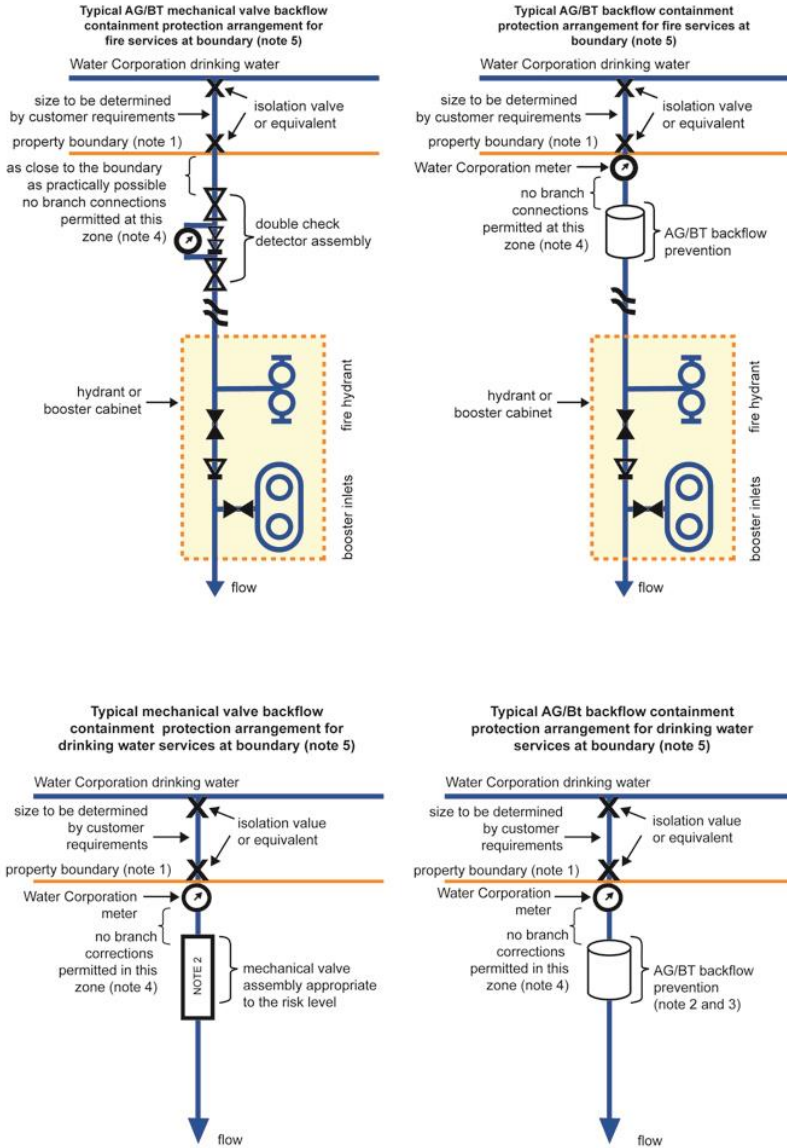 Typical AG/BT mechanical valve backflow
containment protection arrangement for
fire services at boundary (note 5)
Water Corporation drinking water
size to be determined
by customer requirements
isolation valve
or equivalent
property boundary (note 1)
as close to the boundary
as practically possible
no branch connections
permitted at this
zone (note 4)
double check
detector assembly
hydrant or
booster cabinet
fire hydrant
booster inlets
flow
Typical AG/BT backflow containment
protection arrangement for fire services at
boundary (note 5)
Water Corporation drinking water
size to be determined
by customer requirements
isolation valve
or equivalent
property boundary (note 1)
Water Corporation meter
no branch
connections
permitted at this
zone (note 4)
AG/BT backflow
prevention
hydrant or
booster cabinet
fire hydrant
booster inlets
flow
Typical mechanical valve backflow
containment protection arrangement for
drinking water services at boundary (note 5)
Water Corporation drinking water
size to be determined
by customer
requirements
isolation value
or equivalent
property boundary (note 1)
Water Corporation
meter
no branch
corrections
permitted in this
zone (note 4)
NOTE 2
mechanical valve
assembly appropriate
to the risk level
flow
Typical AG/Bt backflow containment
protection arrangement for drinking water
services at boundary (note 5)
Water Corporation drinking water
size to be determined
by customer
requirements
isolation valve
or equivalent
property boundary (note 1)
Water Corporation
meter
no branch
corrections
permitted in this
zone (note 4)
AG/BT backflow
prevention
(note 2 and 3)
flow